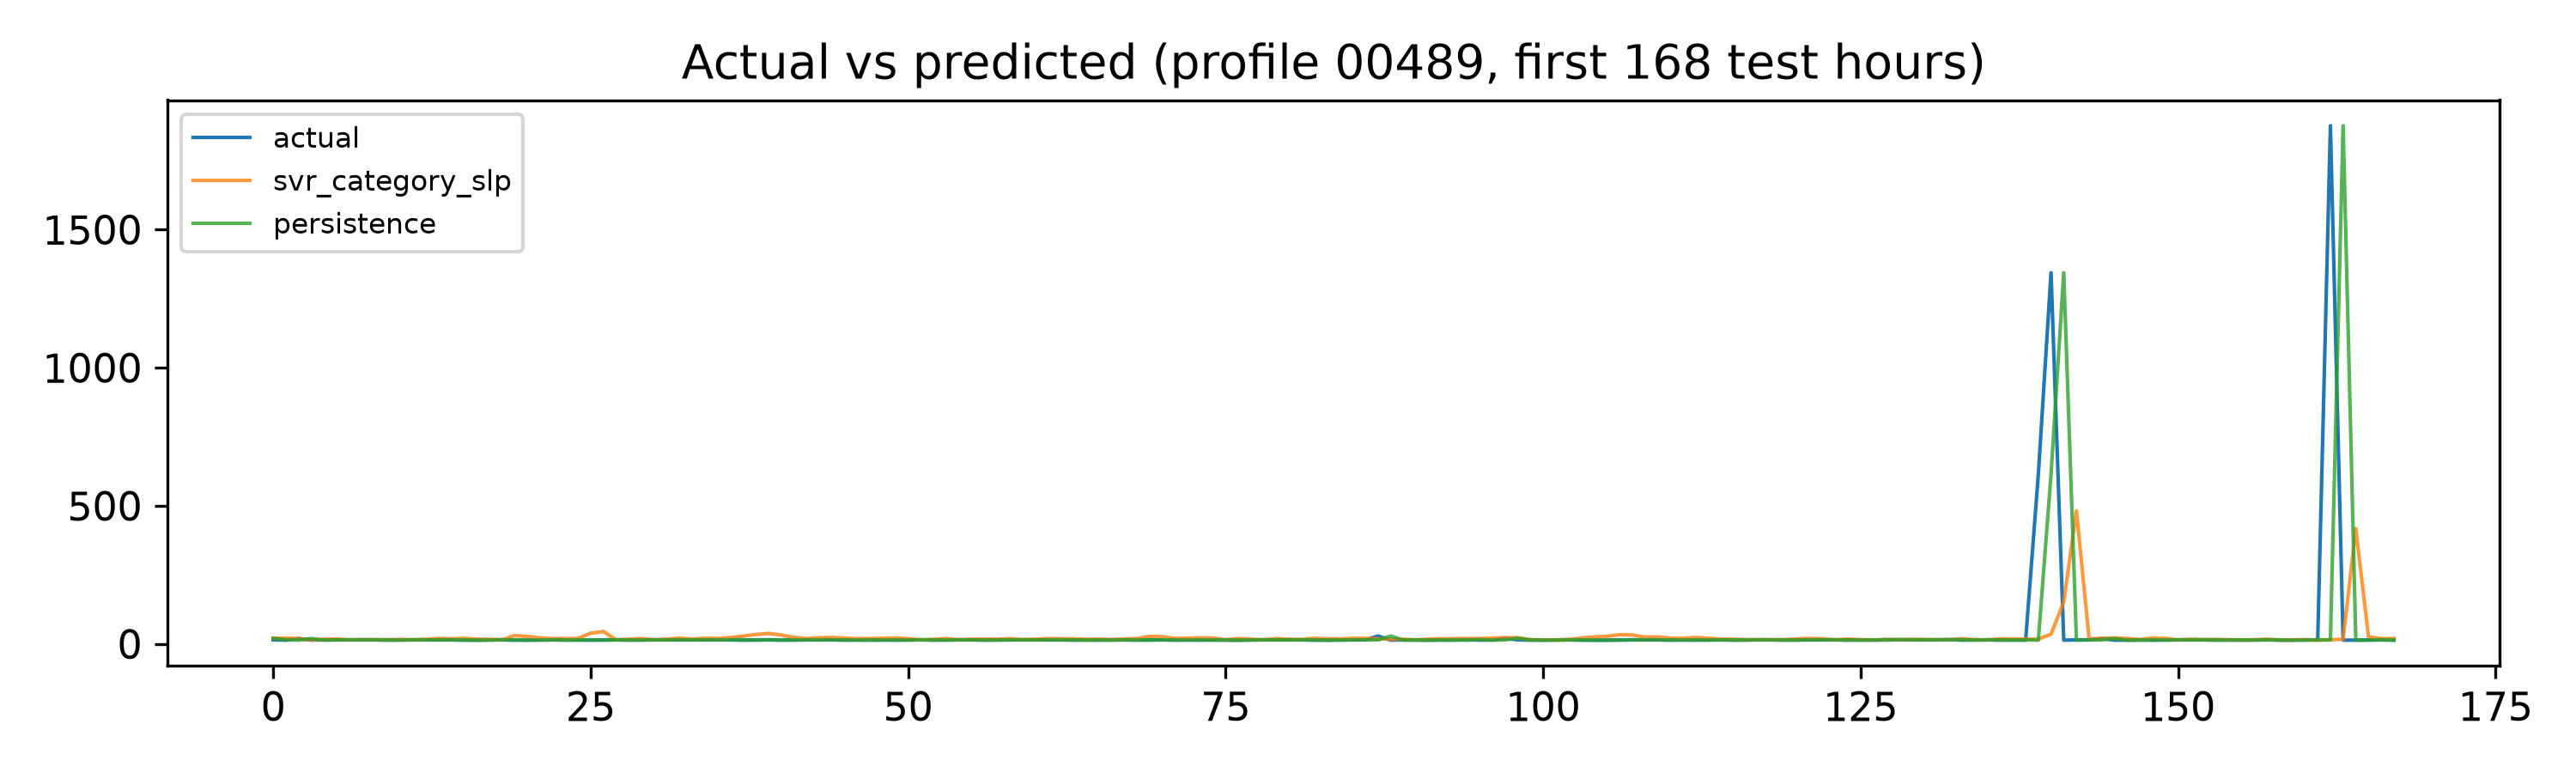 Actual vs predicted (profile 00489, first 168 test hours)
actual
svr_category_slp
persistence
1500
1000
500
0
0 25 50 75 100 125 150 175